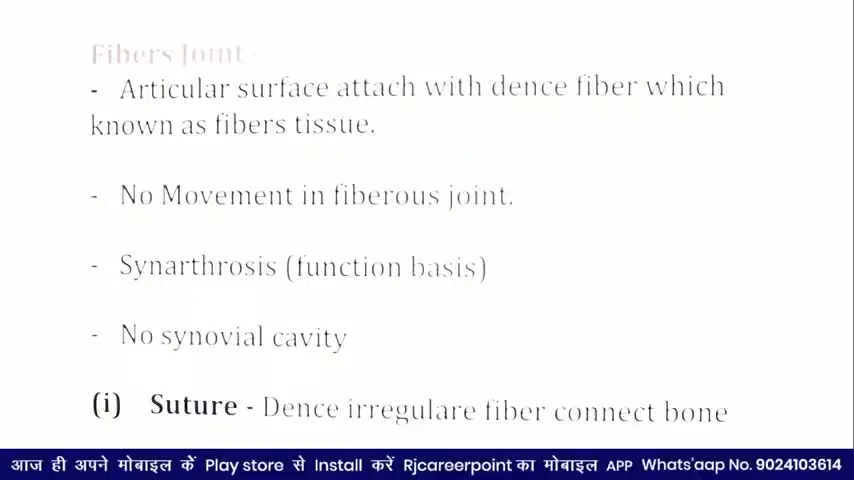 Fibers Joint -
- Articular surface attach with dence fiber which
known as fibers tissue.
- No Movement in fiberous joint.
- Synarthrosis (function basis)
- No synovial cavity
(i) Suture - Dence irregulare fiber connect bone
आज ही अपने मोबाइल कें Play store से Install करें Rjcareerpoint का मोबाइल APP Whats'aap No. 9024103614